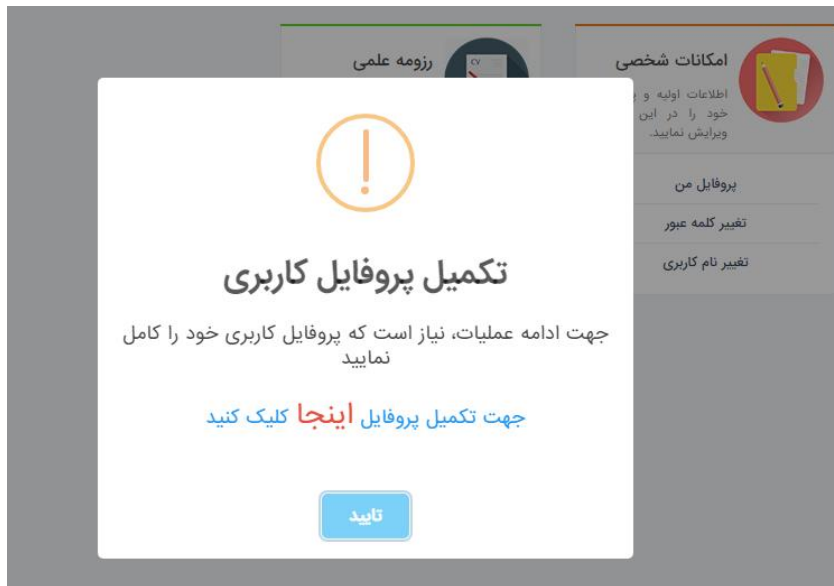 امکانات شخصی
اطلاعات اولیه و
خود را در این
ویرایش نمایید.
پروفایل من
تغییر کلمه عبور
تغییر نام کاربری
رزومه علمی
CV
تکمیل پروفایل کاربری
جهت ادامه عملیات، نیاز است که پروفایل کاربری خود را کامل
نمایید
جهت تکمیل پروفایل اینجا کلیک کنید
تایید